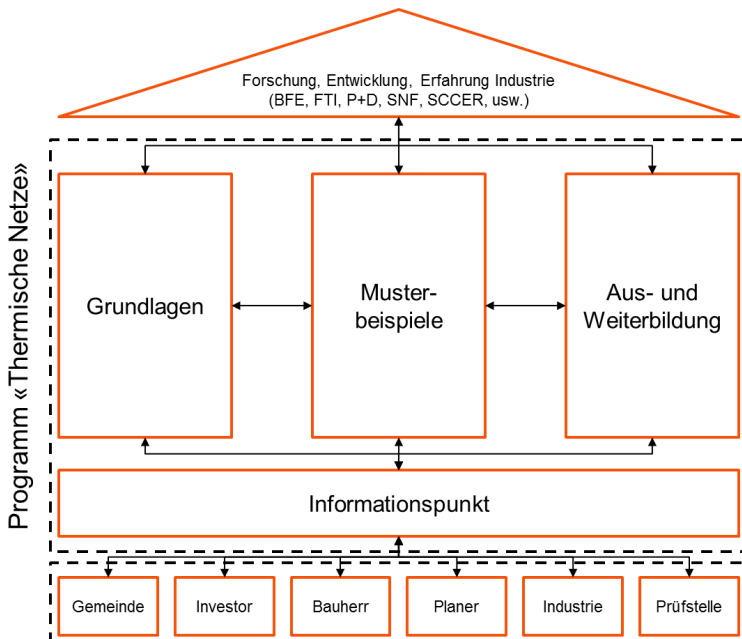 Forschung, Entwicklung, Erfahrung Industrie
(BFE, FTI, P+D, SNF, SCCER, usw.)
Programm «Thermische Netze»
Grundlagen
Muster-
beispiele
Aus- und
Weiterbildung
Informationspunkt
Gemeinde
Investor
Bauherr
Planer
Industrie
Prüfstelle